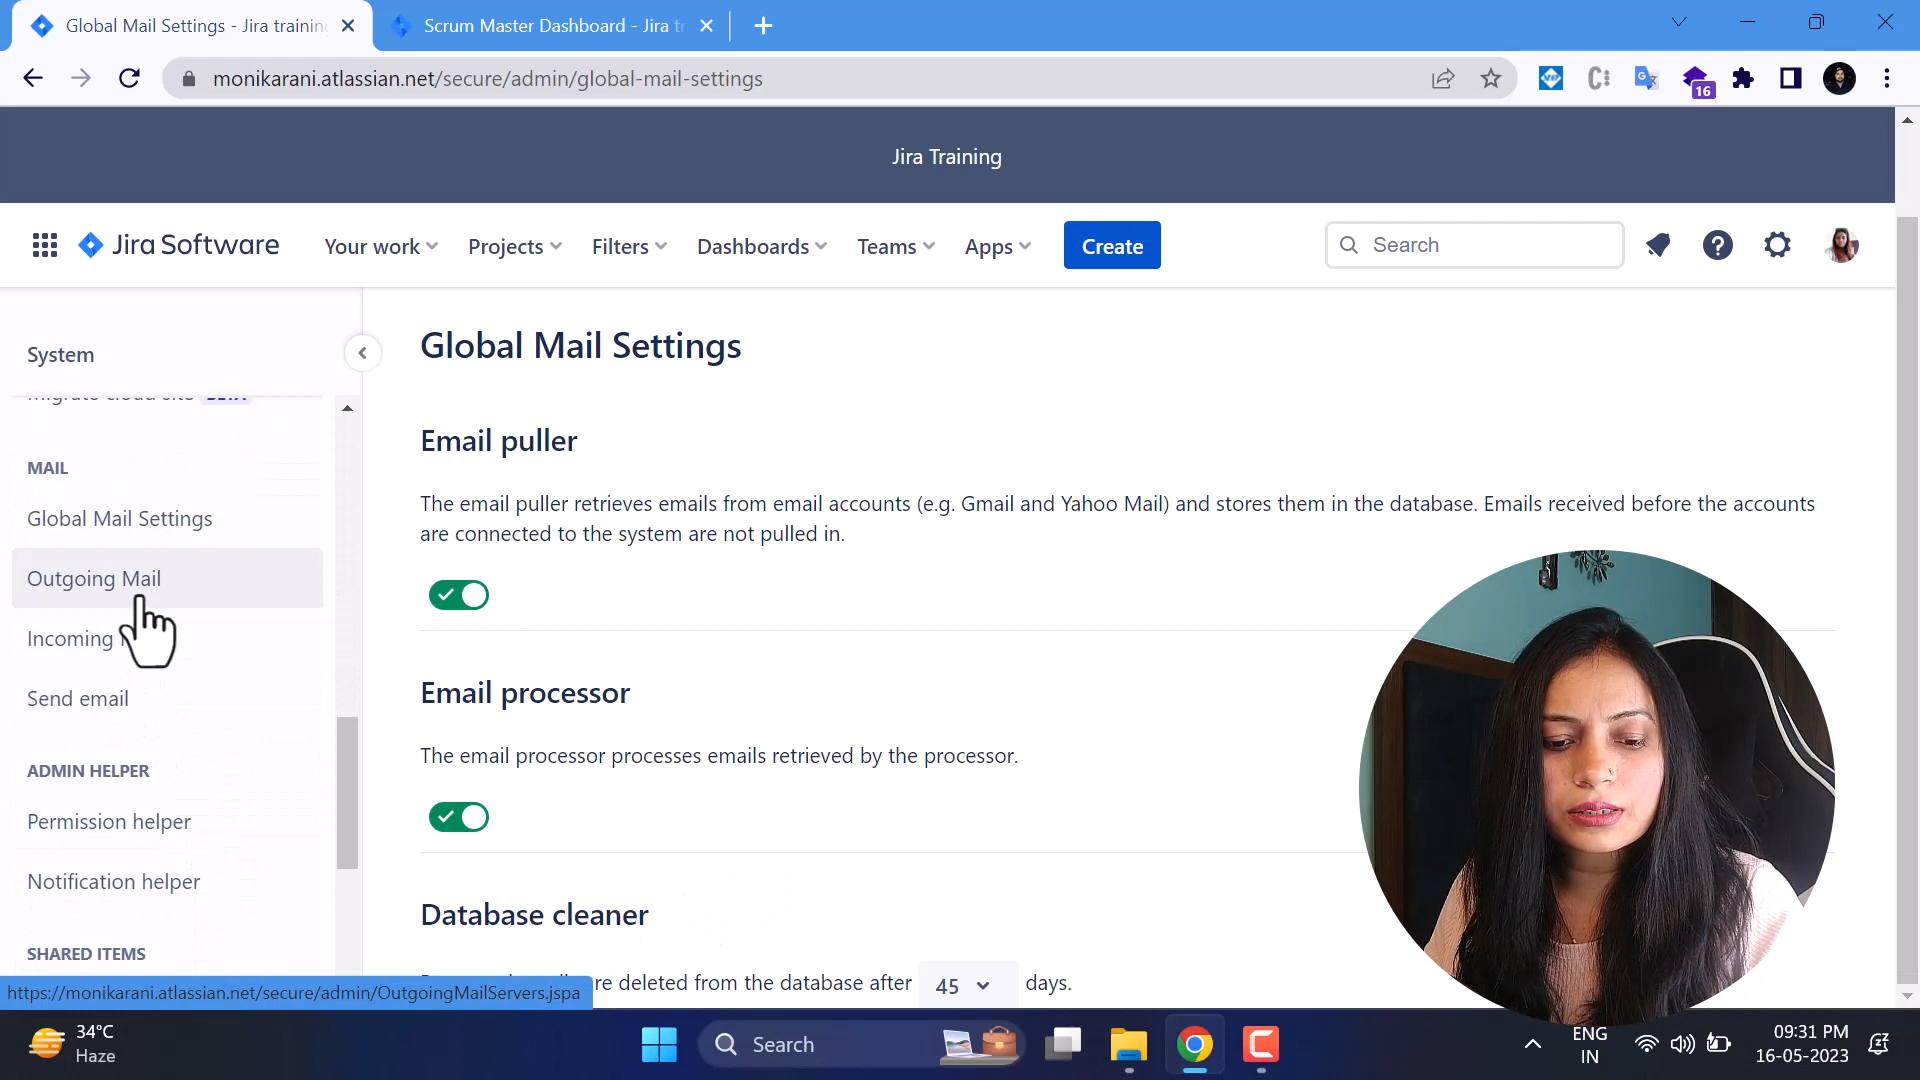 Global Mail Settings - Jira trainin
Scrum Master Dashboard - Jira tr
monikarani.atlassian.net/secure/admin/global-mail-settings
16
Jira Training
Jira Software
Your work
Projects
Filters
Dashboards
Teams
Apps
Create
Search
System
MAIL
Global Mail Settings
Outgoing Mail
Incoming
Send email
ADMIN HELPER
Permission helper
Notification helper
SHARED ITEMS
https://monikarani.atlassian.net/secure/admin/OutgoingMailServers.jspa
Global Mail Settings
Email puller
The email puller retrieves emails from email accounts (e.g. Gmail and Yahoo Mail) and stores them in the database. Emails received before the accounts
are connected to the system are not pulled in.
Email processor
The email processor processes emails retrieved by the processor.
Database cleaner
deleted from the database after 45 days.
34°C
Haze
Search
ENG
IN
09:31 PM
16-05-2023